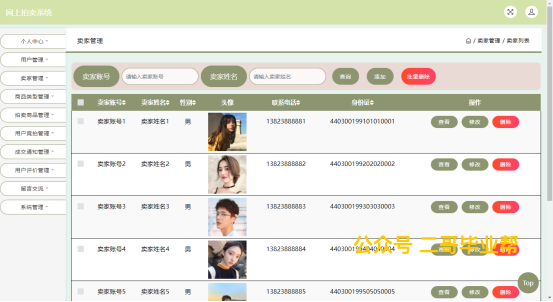 网上拍卖系统
个人中心
用户管理
卖家管理
商品类型管理
拍卖商品管理
用户竞拍管理
成交通知管理
用户评价管理
留言交流
系统管理
卖家管理
/ 卖家管理 / 卖家列表
卖家账号 请输入卖家账号 卖家姓名 请输入卖家姓名 查询 添加 批量删除
卖家账号 卖家姓名 性别 头像 联系电话 身份证 操作
卖家账号1 卖家姓名1 男 13823888881 440300199101010001 查看 修改 删除
卖家账号2 卖家姓名2 男 13823888882 440300199202020002 查看 修改 删除
卖家账号3 卖家姓名3 男 13823888883 440300199303030003 查看 修改 删除
卖家账号4 卖家姓名4 男 13823888884 440300199404040004 查看 修改 删除
公众号 二哥毕业帮
卖家账号5 卖家姓名5 男 13823888885 440300199505050005 查看 修改 删除
Top